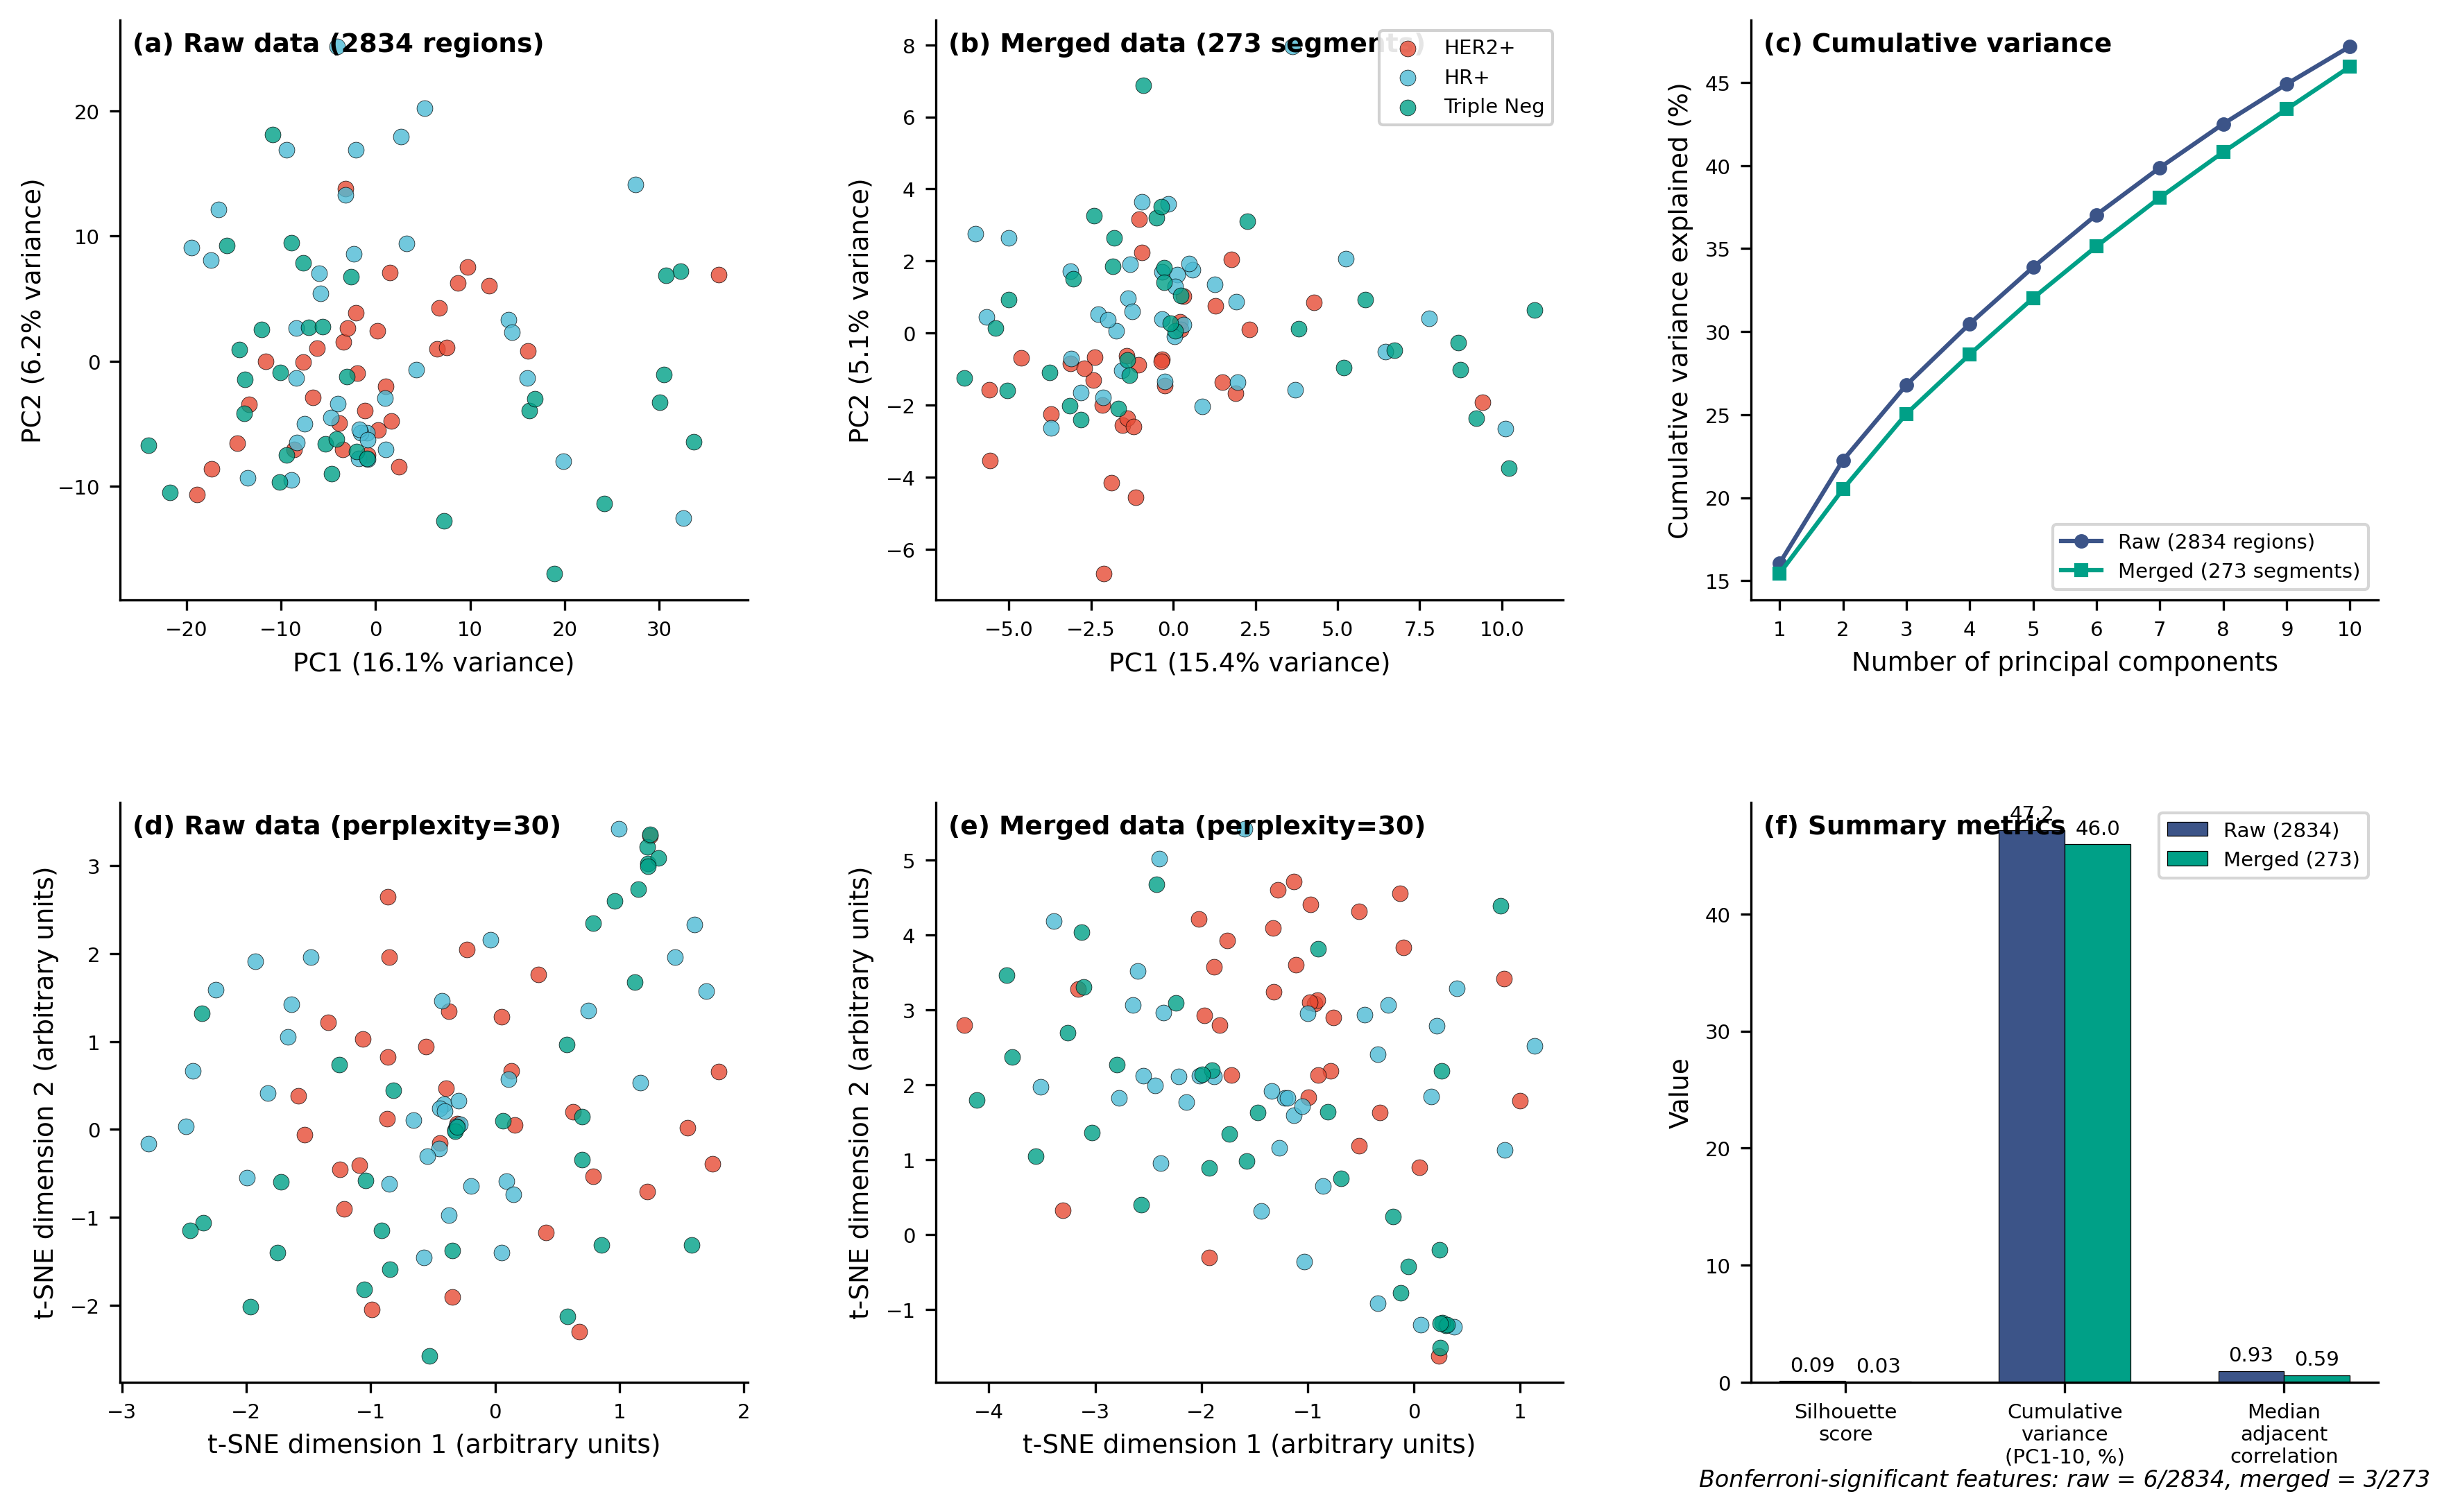 (a) Raw data (2834 regions)
20
10
0
−10
PC2 (6.2% variance)
−20
−10
0
10
20
30
PC1 (16.1% variance)
(b) Merged data (273 segments)
HER2+
HR+
Triple Neg
8
6
4
2
0
−2
−4
−6
PC2 (5.1% variance)
−5.0
−2.5
0.0
2.5
5.0
7.5
10.0
PC1 (15.4% variance)
(c) Cumulative variance
45
40
35
30
25
20
15
Cumulative variance explained (%)
Raw (2834 regions)
Merged (273 segments)
1
2
3
4
5
6
7
8
9
10
Number of principal components
(d) Raw data (perplexity=30)
3
2
1
0
−1
−2
t-SNE dimension 2 (arbitrary units)
−3
−2
−1
0
1
2
t-SNE dimension 1 (arbitrary units)
(e) Merged data (perplexity=30)
5
4
3
2
1
0
−1
t-SNE dimension 2 (arbitrary units)
−4
−3
−2
−1
0
1
t-SNE dimension 1 (arbitrary units)
(f) Summary metrics
47.2
46.0
Raw (2834)
Merged (273)
40
30
20
10
0
Value
0.09
0.03
0.93
0.59
Silhouette
score
Cumulative
variance
(PC1-10, %)
Median
adjacent
correlation
Bonferroni-significant features: raw = 6/2834, merged = 3/273